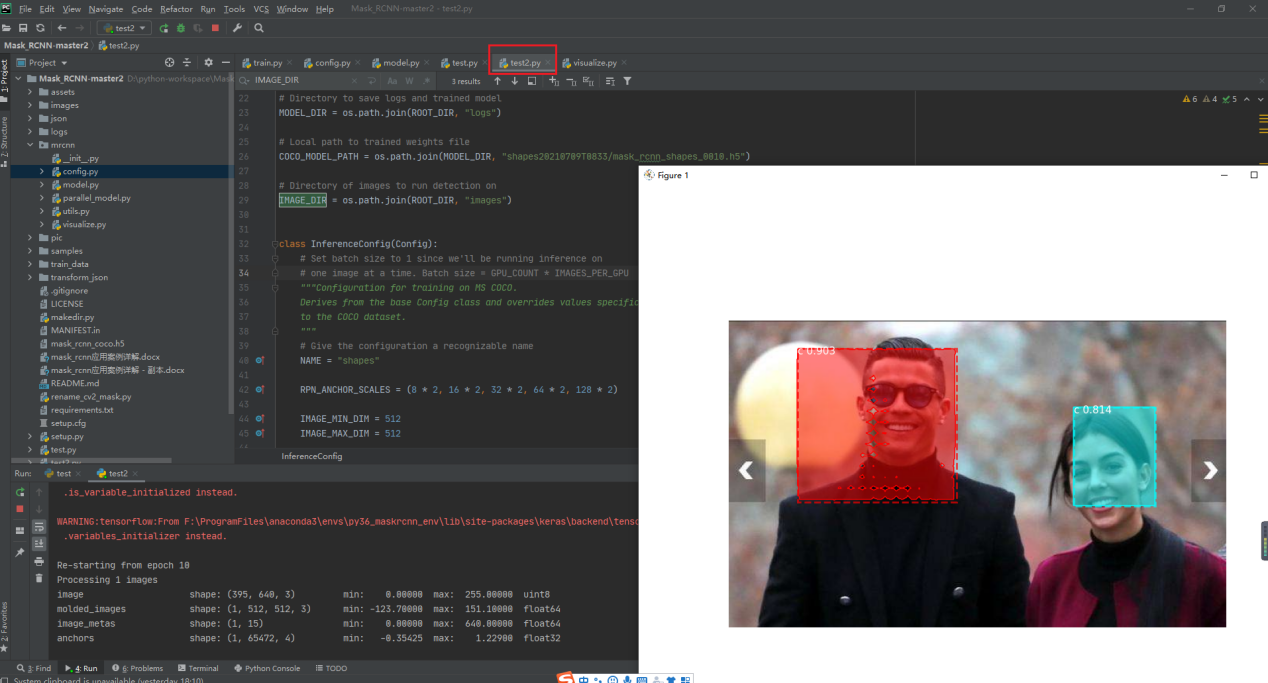 File Edit View Navigate Code Refactor Run Tools VCS Window Help Mask_RCNN-master2 - test2.py
test2
Mask_RCNN-master2 test2.py
Project
train.py config.py model.py test.py test2.py visualize.py
IMAGE_DIR
Aa W .* 3 results
6 4 5
1: Project
7: Structure
2: Favorites
Mask_RCNN-master2 D:\python-workspace\Mask
assets
images
json
logs
mrcnn
__init__.py
config.py
model.py
parallel_model.py
utils.py
visualize.py
pic
samples
train_data
transform_json
.gitignore
LICENSE
makedir.py
MANIFEST.in
mask_rcnn_coco.h5
mask_rcnn应用案例详解.docx
mask_rcnn应用案例详解 - 副本.docx
README.md
rename_cv2_mask.py
requirements.txt
setup.cfg
setup.py
test.py
test2.py
22 # Directory to save logs and trained model
23 MODEL_DIR = os.path.join(ROOT_DIR, "logs")
24
25 # Local path to trained weights file
26 COCO_MODEL_PATH = os.path.join(MODEL_DIR, "shapes20210709T0833/mask_rcnn_shapes_0010.h5")
27
28 # Directory of images to run detection on
29 IMAGE_DIR = os.path.join(ROOT_DIR, "images")
30
31
32 class InferenceConfig(Config):
33 # Set batch size to 1 since we'll be running inference on
34 # one image at a time. Batch size = GPU_COUNT * IMAGES_PER_GPU
35 """Configuration for training on MS COCO.
36 Derives from the base Config class and overrides values specific
37 to the COCO dataset.
38 """
39 # Give the configuration a recognizable name
40 NAME = "shapes"
41
42 RPN_ANCHOR_SCALES = (8 * 2, 16 * 2, 32 * 2, 64 * 2, 128 * 2)
43
44 IMAGE_MIN_DIM = 512
45 IMAGE_MAX_DIM = 512
InferenceConfig
Figure 1
c 0.903
c 0.814
Run: test test2
.is_variable_initialized instead.
WARNING:tensorflow:From F:\ProgramFiles\anaconda3\envs\py36_maskrcnn_env\lib\site-packages\keras\backend\tenso
.variables_initializer instead.
Re-starting from epoch 10
Processing 1 images
image shape: (395, 640, 3) min: 0.00000 max: 255.00000 uint8
molded_images shape: (1, 512, 512, 3) min: -123.70000 max: 151.10000 float64
image_metas shape: (1, 15) min: 0.00000 max: 640.00000 float64
anchors shape: (1, 65472, 4) min: -0.35425 max: 1.22900 float32
3: Find 4: Run 6: Problems Terminal Python Console TODO
System clipboard is unavailable (yesterday 18:10)
S 中